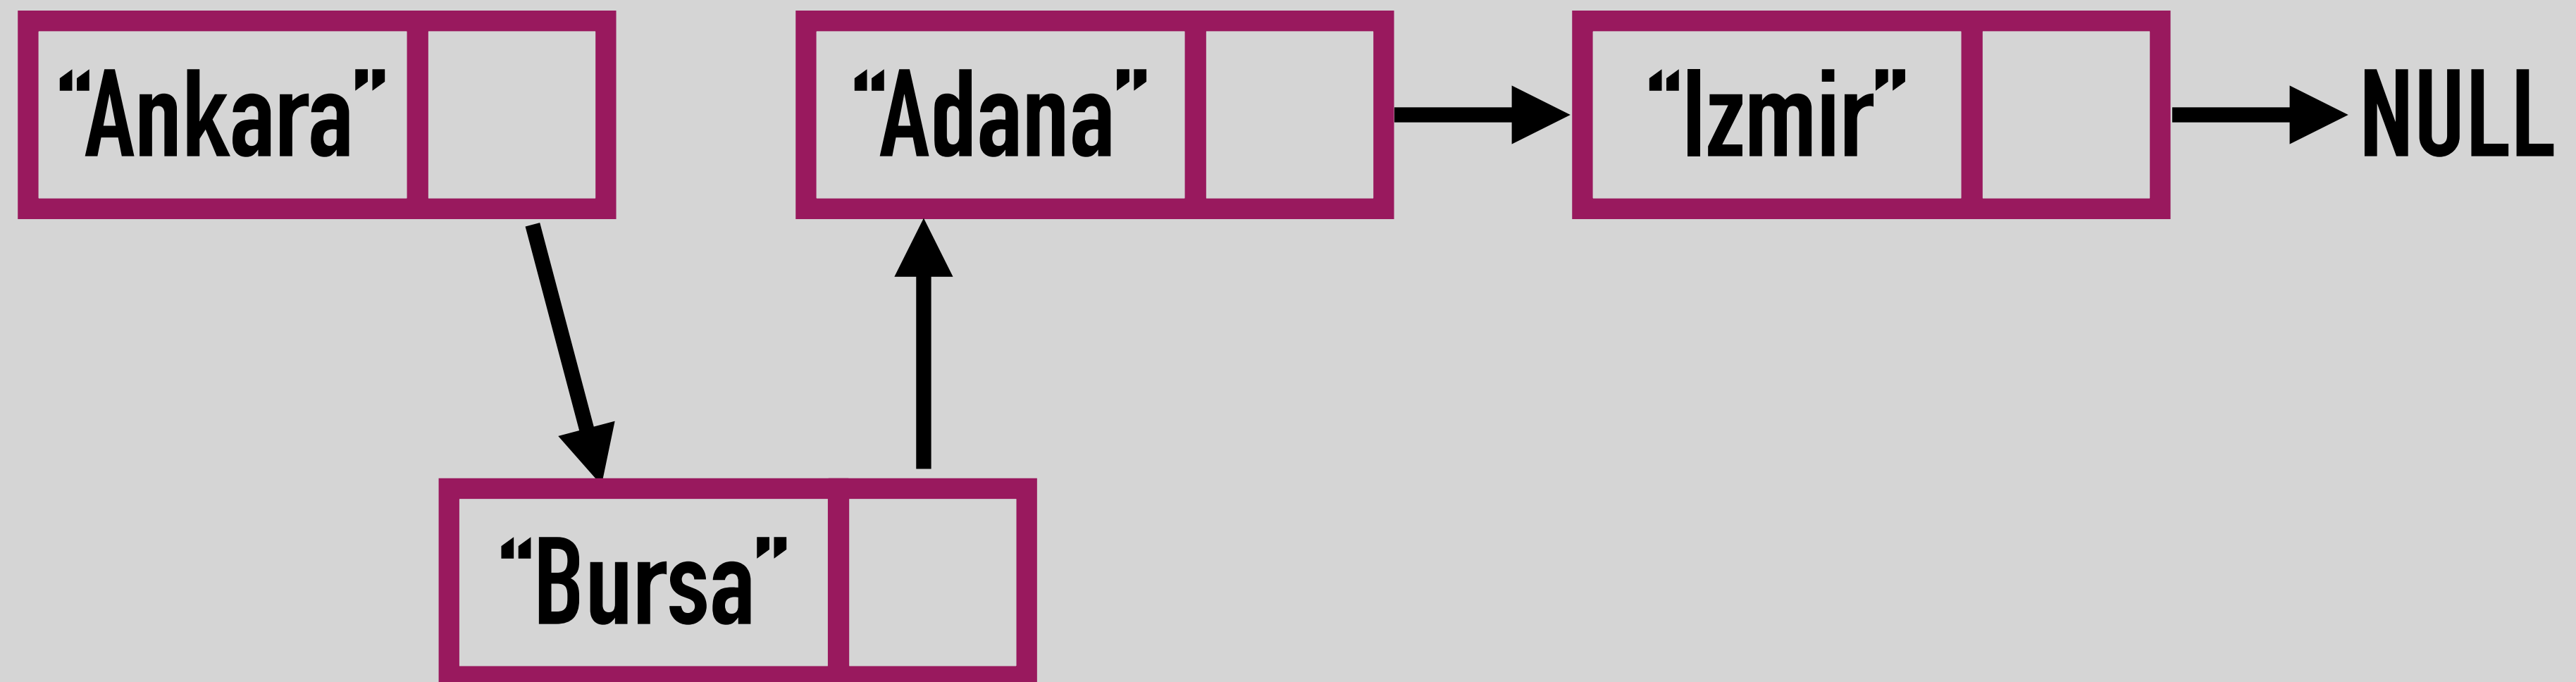 “Ankara”
“Adana”
“Izmir”
NULL
“Bursa”